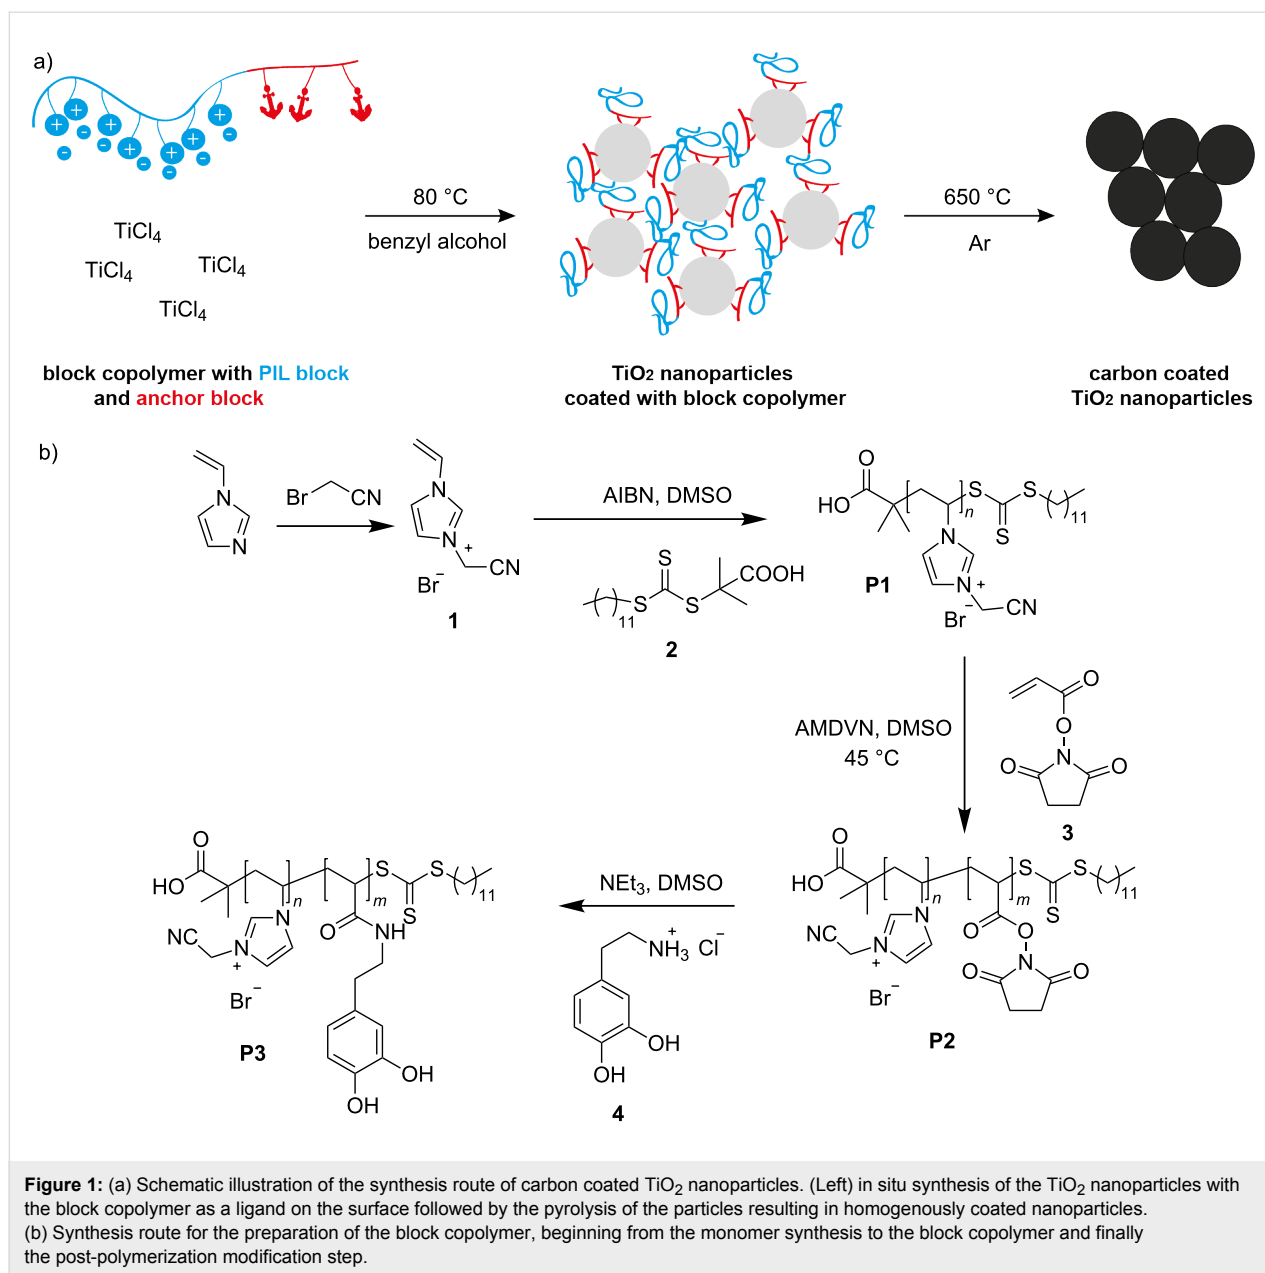 a)
+ + + + + + +
- - - - - - -
TiCl4
TiCl4
TiCl4
TiCl4
80 °C
benzyl alcohol
650 °C
Ar
block copolymer with PIL block
and anchor block
TiO2 nanoparticles
coated with block copolymer
carbon coated
TiO2 nanoparticles
b)
N
N
Br CN
N
N
+
CN
Br−
1
AIBN, DMSO
S
S S
COOH
11
2
O
HO
n
S S
S
11
N
N
+
CN
Br−
P1
AMDVN, DMSO
45 °C
O
O
N
O O
3
O
HO
n
m
S S
S
11
N
N
+
NC
Br−
O O
N
O O
P2
NEt3, DMSO
+
NH3 Cl−
OH
OH
4
O
HO
n
m
S S
S
11
N
N
+
NC
Br−
O NH
OH
OH
P3
Figure 1: (a) Schematic illustration of the synthesis route of carbon coated TiO2 nanoparticles. (Left) in situ synthesis of the TiO2 nanoparticles with
the block copolymer as a ligand on the surface followed by the pyrolysis of the particles resulting in homogenously coated nanoparticles.
(b) Synthesis route for the preparation of the block copolymer, beginning from the monomer synthesis to the block copolymer and finally
the post-polymerization modification step.